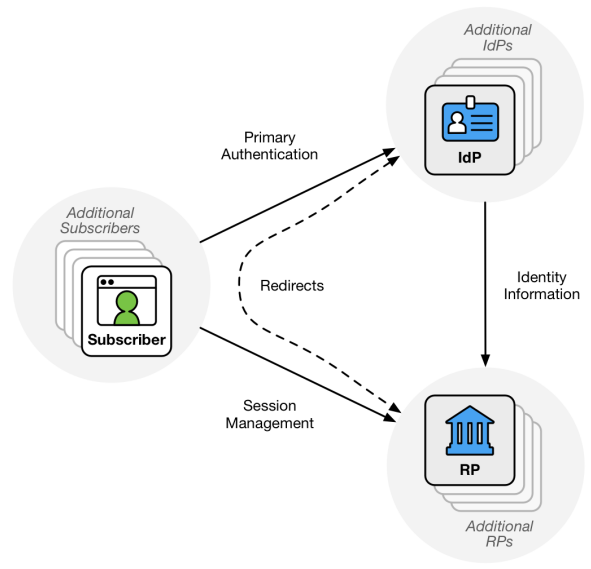 Additional
IdPs
IdP
Primary
Authentication
Additional
Subscribers
Subscriber
Redirects
Identity
Information
Session
Management
RP
Additional
RPs